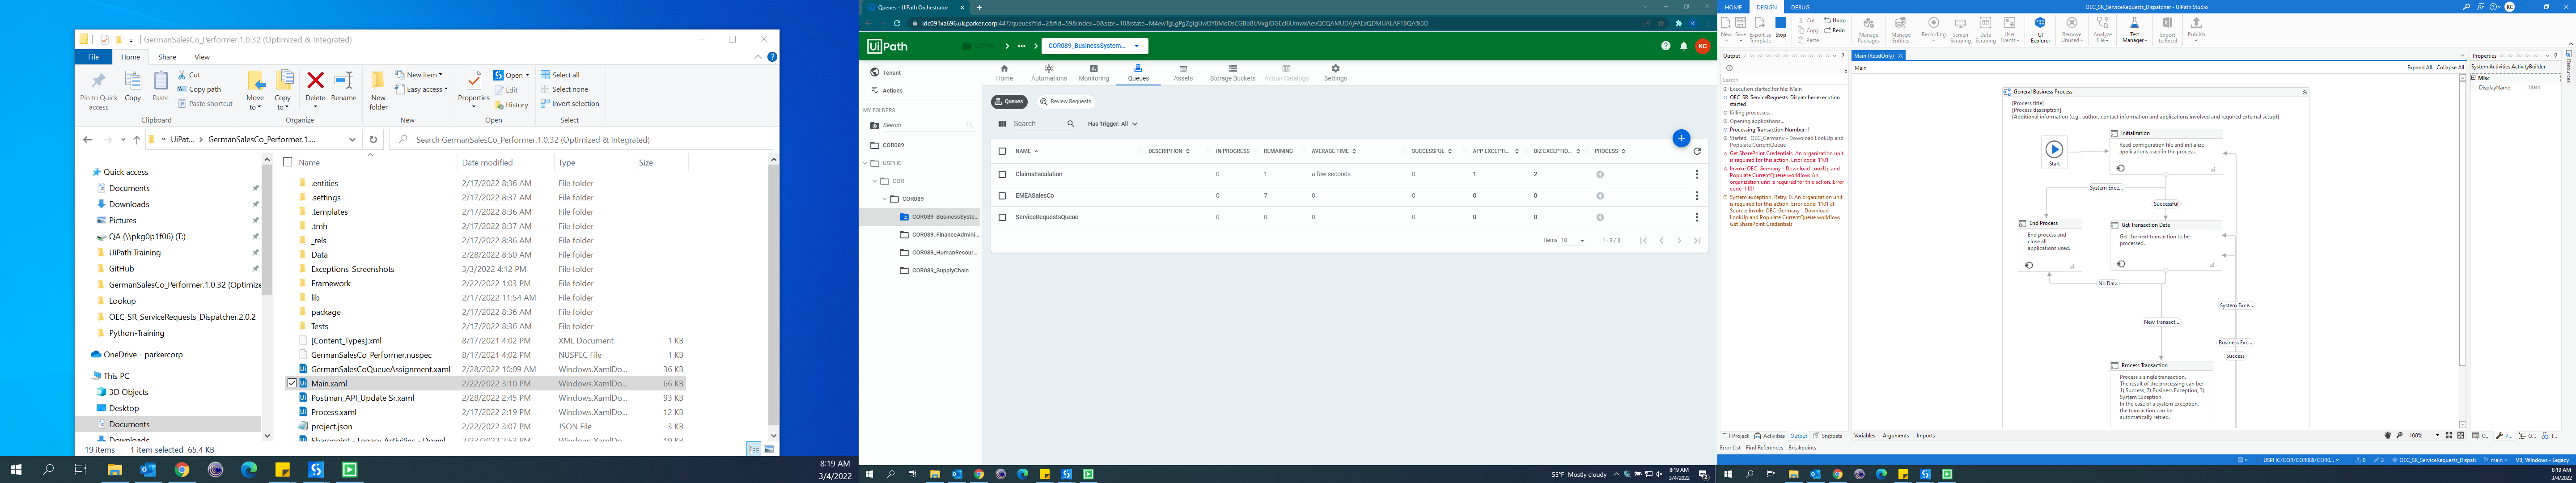 GermanSalesCo_Performer.1.0.32 (Optimized & Integrated)
File Home Share View
Pin to Quick access
Copy
Paste
Cut
Copy path
Paste shortcut
Clipboard
Move to
Copy to
Delete
Rename
Organize
New folder
New item
Easy access
New
Properties
Open
Edit
History
Open
Select all
Select none
Invert selection
Select
« UiPat... > GermanSalesCo_Performer.1....
Search GermanSalesCo_Performer.1.0.32 (Optimized & Integrated)
Quick access
Documents
Downloads
Pictures
QA (\\pkg0p1f06) (T:)
UiPath Training
GitHub
GermanSalesCo_Performer.1.0.32 (Optimize
Lookup
OEC_SR_ServiceRequests_Dispatcher.2.0.2
Python-Training
OneDrive - parkercorp
This PC
3D Objects
Desktop
Documents
Downloads
Name Date modified Type Size
.entities 2/17/2022 8:36 AM File folder
.settings 2/17/2022 8:37 AM File folder
.templates 2/17/2022 8:36 AM File folder
.tmh 2/17/2022 8:37 AM File folder
_rels 2/17/2022 8:36 AM File folder
Data 2/28/2022 8:50 AM File folder
Exceptions_Screenshots 3/3/2022 4:12 PM File folder
Framework 2/22/2022 1:03 PM File folder
lib 2/17/2022 11:54 AM File folder
package 2/17/2022 8:36 AM File folder
Tests 2/17/2022 8:36 AM File folder
[Content_Types].xml 8/17/2021 4:02 PM XML Document 1 KB
GermanSalesCo_Performer.nuspec 8/17/2021 4:02 PM NUSPEC File 1 KB
GermanSalesCoQueueAssignment.xaml 2/28/2022 10:09 AM Windows.XamlDo... 36 KB
Main.xaml 2/22/2022 3:10 PM Windows.XamlDo... 66 KB
Postman_API_Update Sr.xaml 2/28/2022 2:45 PM Windows.XamlDo... 93 KB
Process.xaml 2/17/2022 2:19 PM Windows.XamlDo... 12 KB
project.json 2/22/2022 3:07 PM JSON File 3 KB
Sharepoint - Legacy Activities - Downl... 2/23/2022 2:53 PM Windows.XamlDo... 19 KB
19 items 1 item selected 65.4 KB
8:19 AM
3/4/2022
Queues - UiPath Orchestrator
UiPath
USPHC > ... > COR089_BusinessSystem...
KC
Tenant
Actions
MY FOLDERS
Search
COR089
USPHC
COR
COR089
COR089_BusinessSyste...
COR089_FinanceAdmini...
COR089_HumanResour...
COR089_SupplyChain
Home Automations Monitoring Queues Assets Storage Buckets Action Catalogs Settings
Queues Review Requests
Search Has Trigger: All
NAME DESCRIPTION IN PROGRESS REMAINING AVERAGE TIME SUCCESSFUL APP EXCEPTI... BIZ EXCEPTIO... PROCESS
ClaimsEscalation 0 1 a few seconds 0 1 2
EMEASalesCo 0 7 0 0 0 0
ServiceRequestsQueue 0 0 0 0 0 0
Items 10 1 - 3 / 3
55°F Mostly cloudy
8:19 AM
3/4/2022
HOME DESIGN DEBUG
OEC_SR_ServiceRequests_Dispatcher - UiPath Studio
KC
New
Save
Export as Template
Stop
Cut
Copy
Paste
Undo
Redo
Manage Packages
Manage Entities
Recording
Screen Scraping
Data Scraping
User Events
UI Explorer
Remove Unused
Analyze File
Test Manager
Export to Excel
Publish
Output
Search
Execution started for file: Main
OEC_SR_ServiceRequests_Dispatcher execution started
Killing processes...
Opening applications...
Processing Transaction Number: 1
Started: OEC_Germany - Download LookUp and Populate CurrentQueue
Get SharePoint Credentials: An organization unit is required for this action. Error code: 1101
Invoke OEC_Germany - Download LookUp and Populate CurrentQueue workflow: An organization unit is required for this action. Error code: 1101
System exception. Retry: 0. An organization unit is required for this action. Error code: 1101 at Source: Invoke OEC_Germany - Download LookUp and Populate CurrentQueue workflow: Get SharePoint Credentials
Project Activities Output Snippets
Error List Find References Breakpoints
Main (ReadOnly)
Main
Expand All Collapse All
General Business Process
[Process title]
[Process description]
[Additional information (e.g., author, contact information and applications involved and required external setup)]
Start
Initialization
Read configuration file and initialize applications used in the process.
System Exce...
Successful
End Process
End process and close all applications used.
Get Transaction Data
Get the next transaction to be processed.
No Data
System Exce...
New Transact...
Business Exc...
Success
Process Transaction
Process a single transaction.
The result of the processing can be:
1) Success, 2) Business Exception, 3) System Exception.
In the case of a system exception, the transaction can be automatically retried.
Variables Arguments Imports
100%
Properties
System.Activities.ActivityBuilder
Misc
DisplayName Main
Resources
USPHC/COR/COR089/COR0...
0 2 OEC_SR_ServiceRequests_Dispatc main VB, Windows - Legacy
8:19 AM
3/4/2022